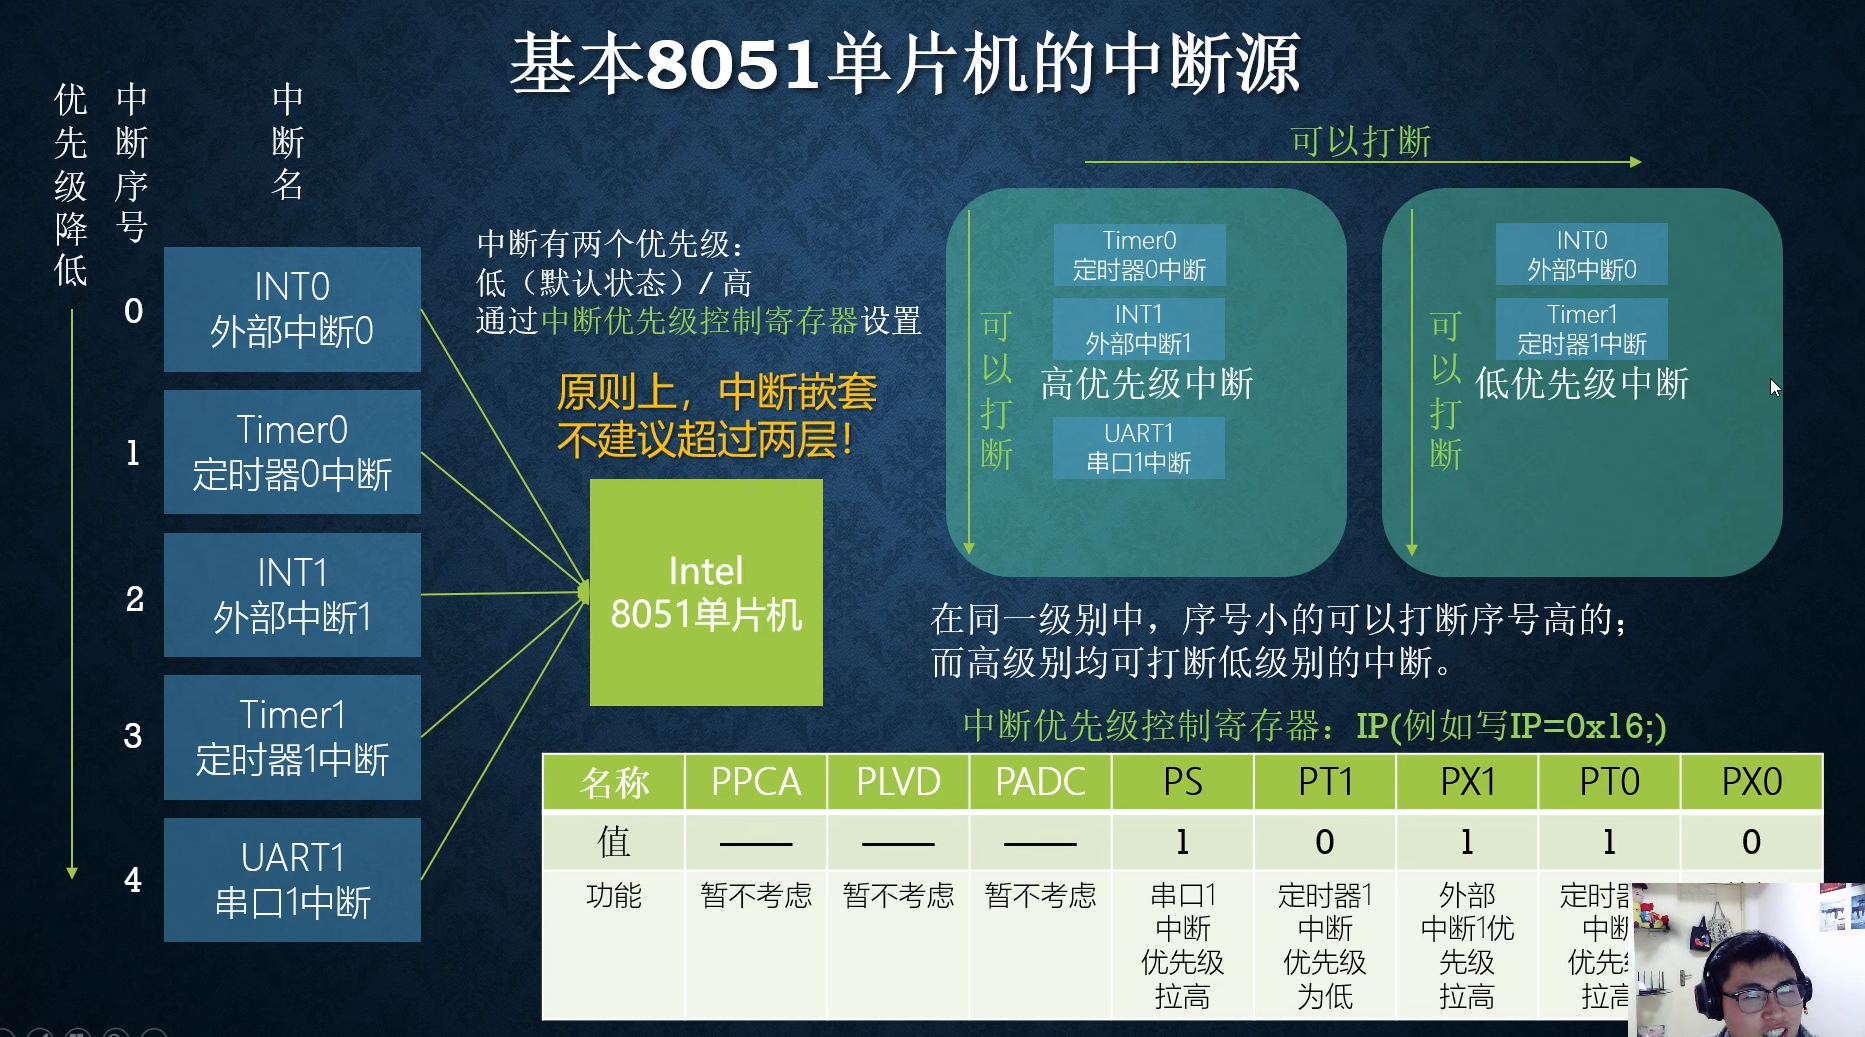 基本8051单片机的中断源
优先级降低
中断序号
中断名
0
INT0
外部中断0
1
Timer0
定时器0中断
2
INT1
外部中断1
3
Timer1
定时器1中断
4
UART1
串口1中断
中断有两个优先级：
低（默认状态）/ 高
通过中断优先级控制寄存器设置
原则上，中断嵌套
不建议超过两层！
Intel
8051单片机
可以打断
可以打断
Timer0
定时器0中断
INT1
外部中断1
高优先级中断
UART1
串口1中断
可以打断
INT0
外部中断0
Timer1
定时器1中断
低优先级中断
在同一级别中，序号小的可以打断序号高的；
而高级别均可打断低级别的中断。
中断优先级控制寄存器：IP(例如写IP=0x16;)
名称 PPCA PLVD PADC PS PT1 PX1 PT0 PX0
值 —— —— —— 1 0 1 1 0
功能 暂不考虑 暂不考虑 暂不考虑 串口1 定时器1 外部 定时
中断 中断 中断1优 中断
优先级 优先级 先级 优先
拉高 为低 拉高 拉高